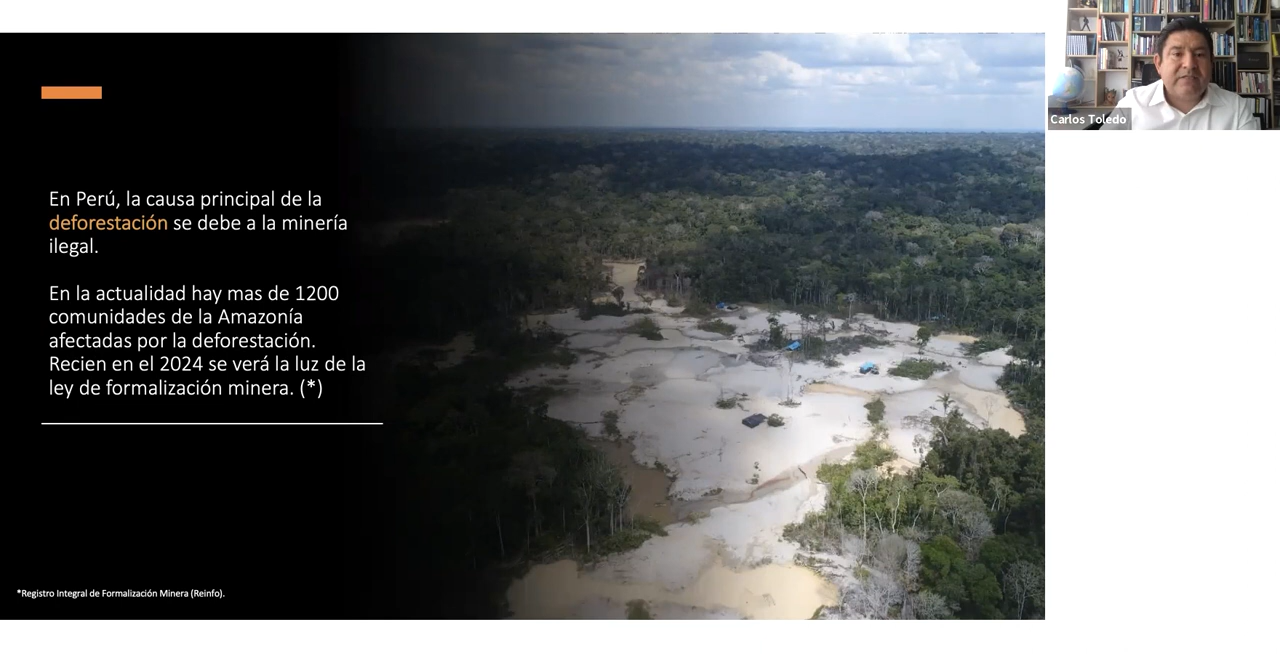 En Perú, la causa principal de la
deforestación se debe a la minería
ilegal.
En la actualidad hay mas de 1200
comunidades de la Amazonía
afectadas por la deforestación.
Recien en el 2024 se verá la luz de la
ley de formalización minera. (*)
*Registro Integral de Formalización Minera (Reinfo).
Carlos Toledo